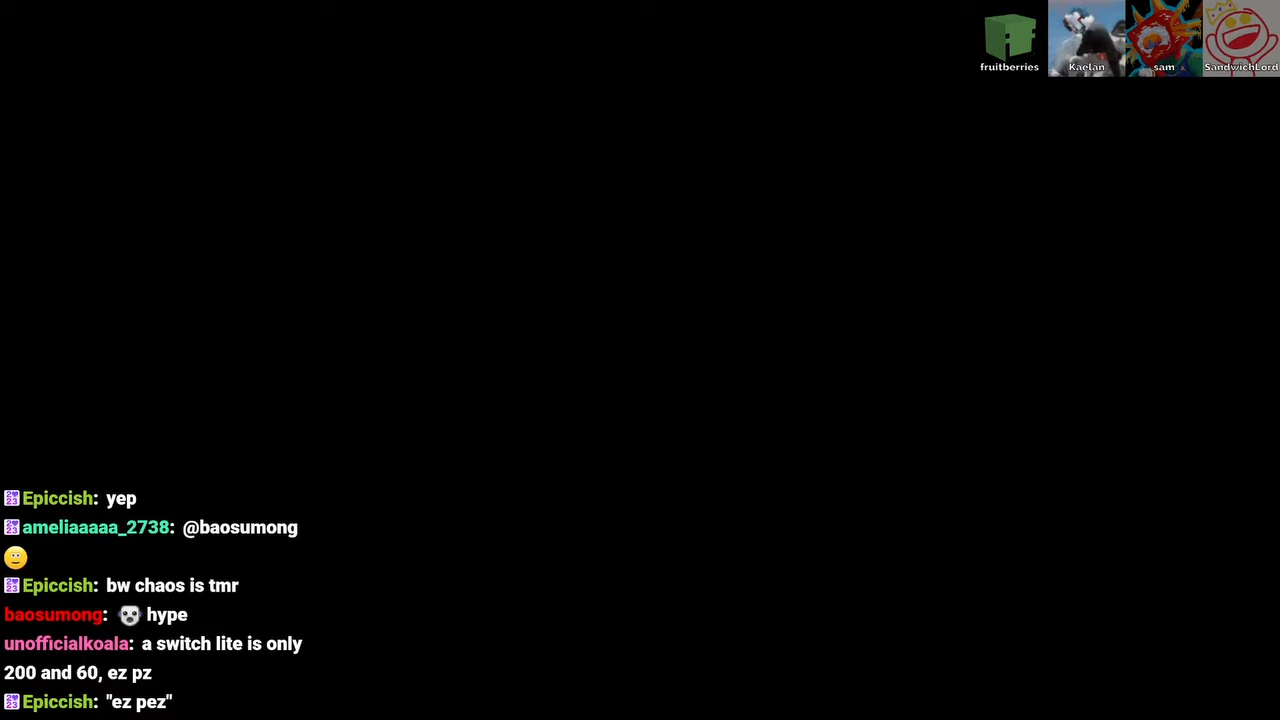 fruitberries
Kaelan
sam
SandwichLord
Epiccish: yep
ameliaaaaa_2738: @baosumong
Epiccish: bw chaos is tmr
baosumong: hype
unofficialkoala: a switch lite is only
200 and 60, ez pz
Epiccish: "ez pez"